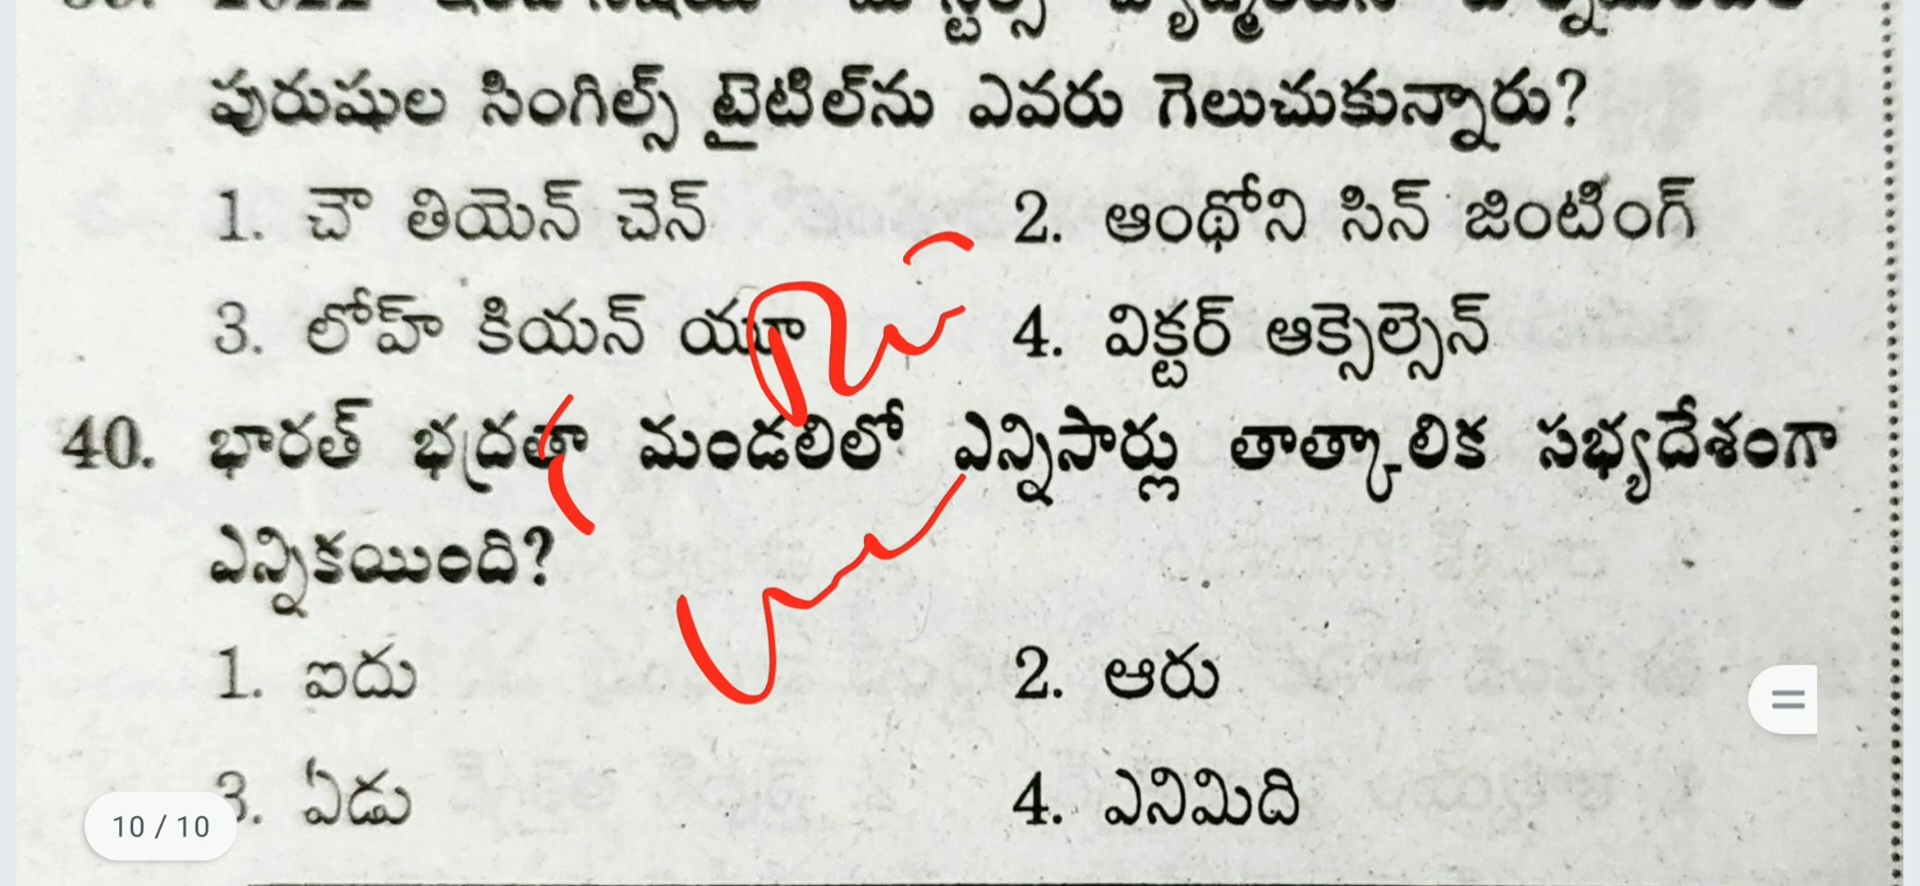 పురుషుల సింగిల్స్ టైటిల్‌ను ఎవరు గెలుచుకున్నారు?
1. చౌ తియెన్ చెన్ 2. ఆంథోని సిన్ జింటింగ్
3. లోహ్ కియన్ యూ 4. విక్టర్ ఆక్సెల్సెన్
40. భారత్ భద్రతా మండలిలో ఎన్నిసార్లు తాత్కాలిక సభ్యదేశంగా
ఎన్నికయింది?
1. ఐదు 2. ఆరు
3. ఏడు 4. ఎనిమిది
10 / 10